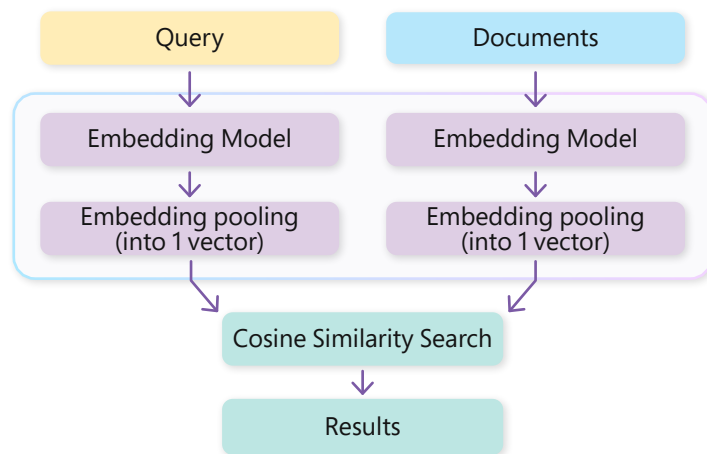 Query
Documents
Embedding Model
Embedding Model
Embedding pooling
(into 1 vector)
Embedding pooling
(into 1 vector)
Cosine Similarity Search
Results